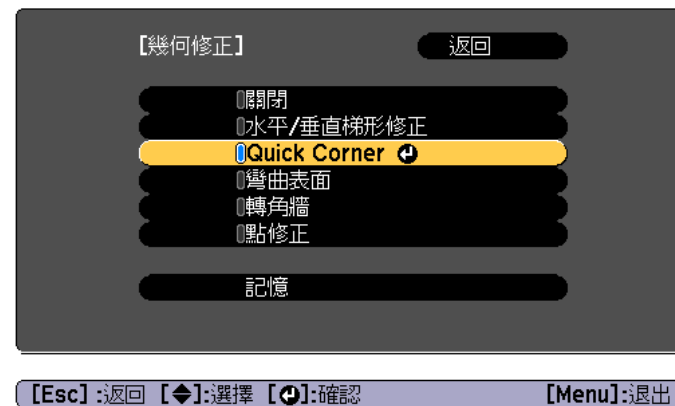 [幾何修正] 返回
關閉
水平/垂直梯形修正
Quick Corner
彎曲表面
轉角牆
點修正
記憶
[Esc] :返回 [◆]:選擇 [⏎]:確認 [Menu]:退出